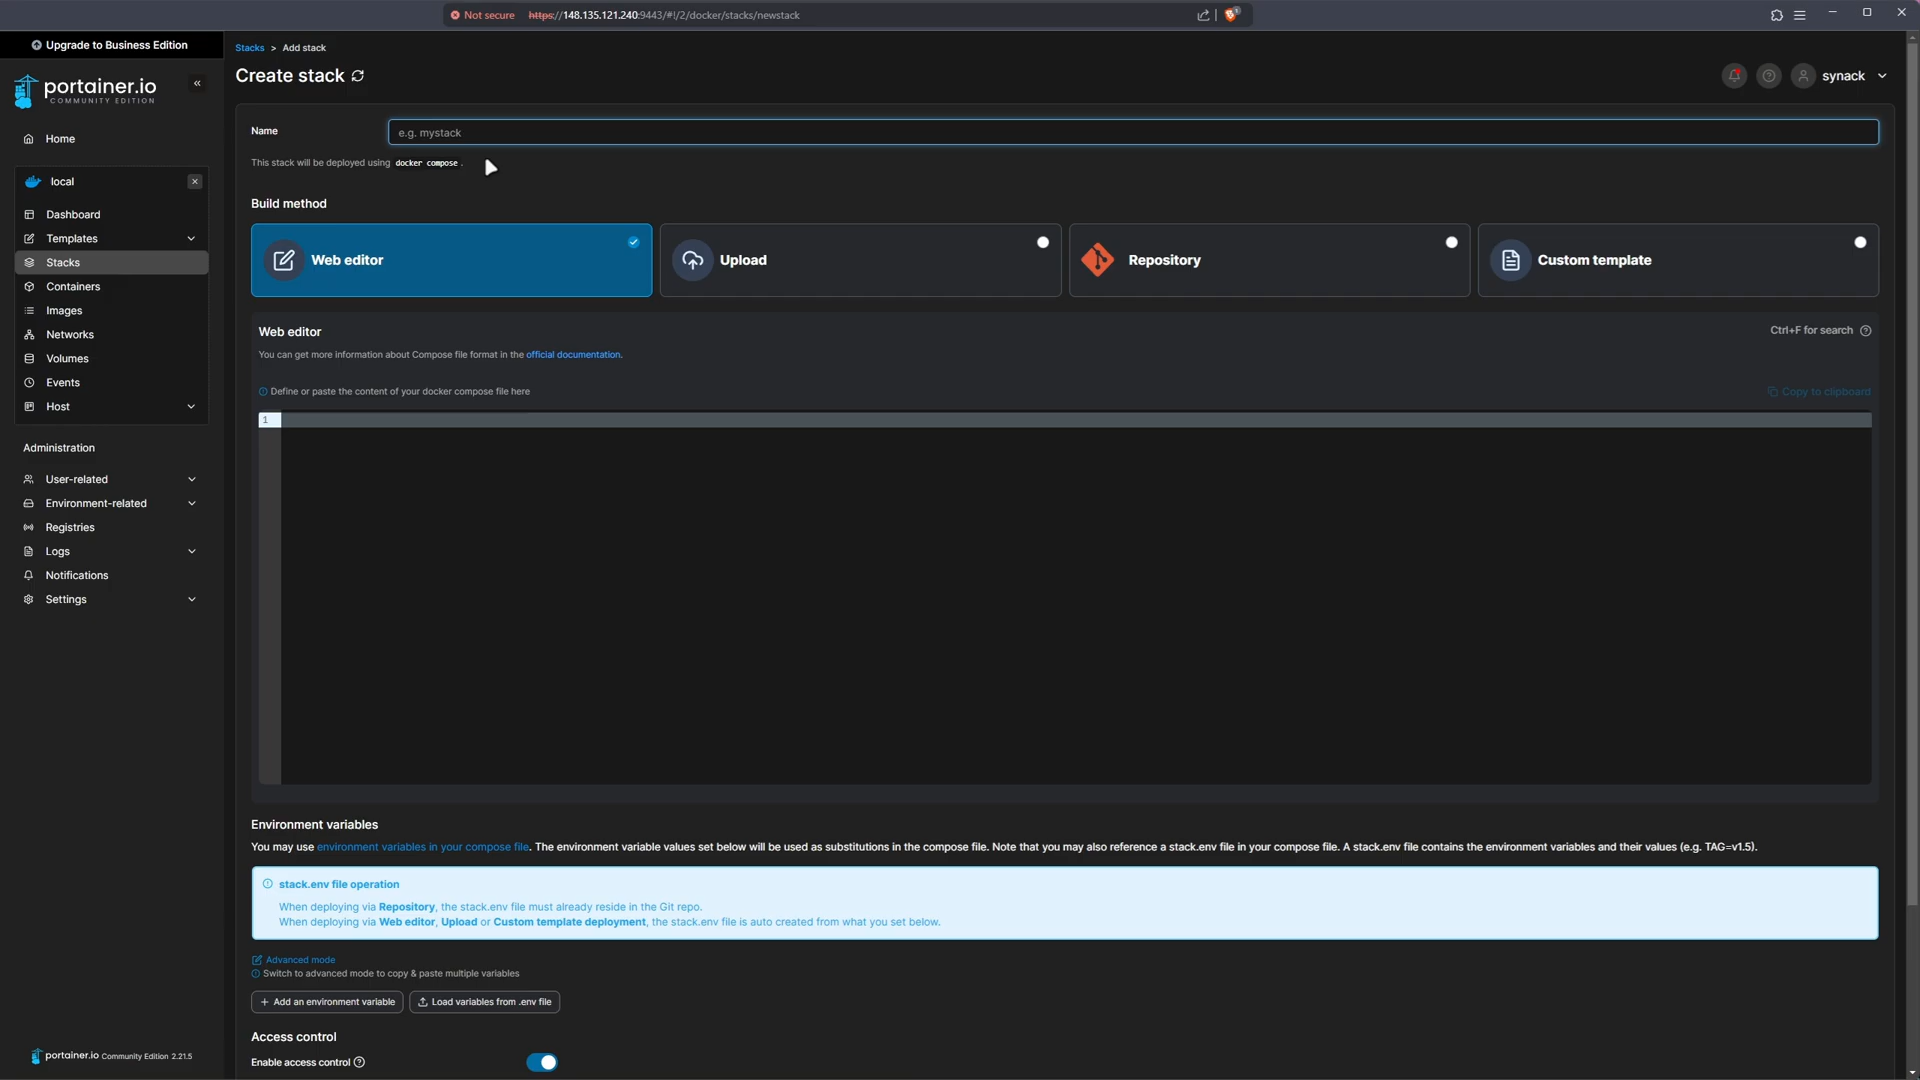 Not secure https://148.135.121.240:9443/#!/2/docker/stacks/newstack
1
Upgrade to Business Edition
Stacks > Add stack
portainer.io
COMMUNITY EDITION
Create stack
synack
Home
Name
e.g. mystack
This stack will be deployed using docker compose .
local
Build method
Dashboard
Templates
Stacks
Containers
Images
Networks
Volumes
Events
Host
Web editor
Upload
Repository
Custom template
Web editor
Ctrl+F for search
You can get more information about Compose file format in the official documentation.
Define or paste the content of your docker compose file here
Copy to clipboard
1
Administration
User-related
Environment-related
Registries
Logs
Notifications
Settings
Environment variables
You may use environment variables in your compose file. The environment variable values set below will be used as substitutions in the compose file. Note that you may also reference a stack.env file in your compose file. A stack.env file contains the environment variables and their values (e.g. TAG=v1.5).
stack.env file operation
When deploying via Repository, the stack.env file must already reside in the Git repo.
When deploying via Web editor, Upload or Custom template deployment, the stack.env file is auto created from what you set below.
Advanced mode
Switch to advanced mode to copy & paste multiple variables
Add an environment variable
Load variables from .env file
Access control
Enable access control
portainer.io Community Edition 2.21.5